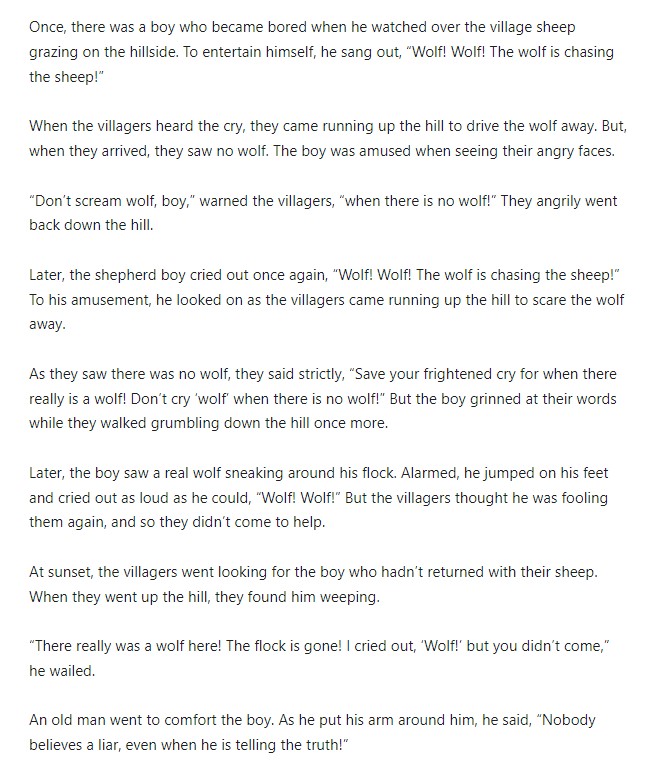 Once, there was a boy who became bored when he watched over the village sheep
grazing on the hillside. To entertain himself, he sang out, “Wolf! Wolf! The wolf is chasing
the sheep!”
When the villagers heard the cry, they came running up the hill to drive the wolf away. But,
when they arrived, they saw no wolf. The boy was amused when seeing their angry faces.
“Don’t scream wolf, boy,” warned the villagers, “when there is no wolf!” They angrily went
back down the hill.
Later, the shepherd boy cried out once again, “Wolf! Wolf! The wolf is chasing the sheep!”
To his amusement, he looked on as the villagers came running up the hill to scare the wolf
away.
As they saw there was no wolf, they said strictly, “Save your frightened cry for when there
really is a wolf! Don’t cry ‘wolf’ when there is no wolf!” But the boy grinned at their words
while they walked grumbling down the hill once more.
Later, the boy saw a real wolf sneaking around his flock. Alarmed, he jumped on his feet
and cried out as loud as he could, “Wolf! Wolf!” But the villagers thought he was fooling
them again, and so they didn’t come to help.
At sunset, the villagers went looking for the boy who hadn’t returned with their sheep.
When they went up the hill, they found him weeping.
“There really was a wolf here! The flock is gone! I cried out, ‘Wolf!’ but you didn’t come,”
he wailed.
An old man went to comfort the boy. As he put his arm around him, he said, “Nobody
believes a liar, even when he is telling the truth!”